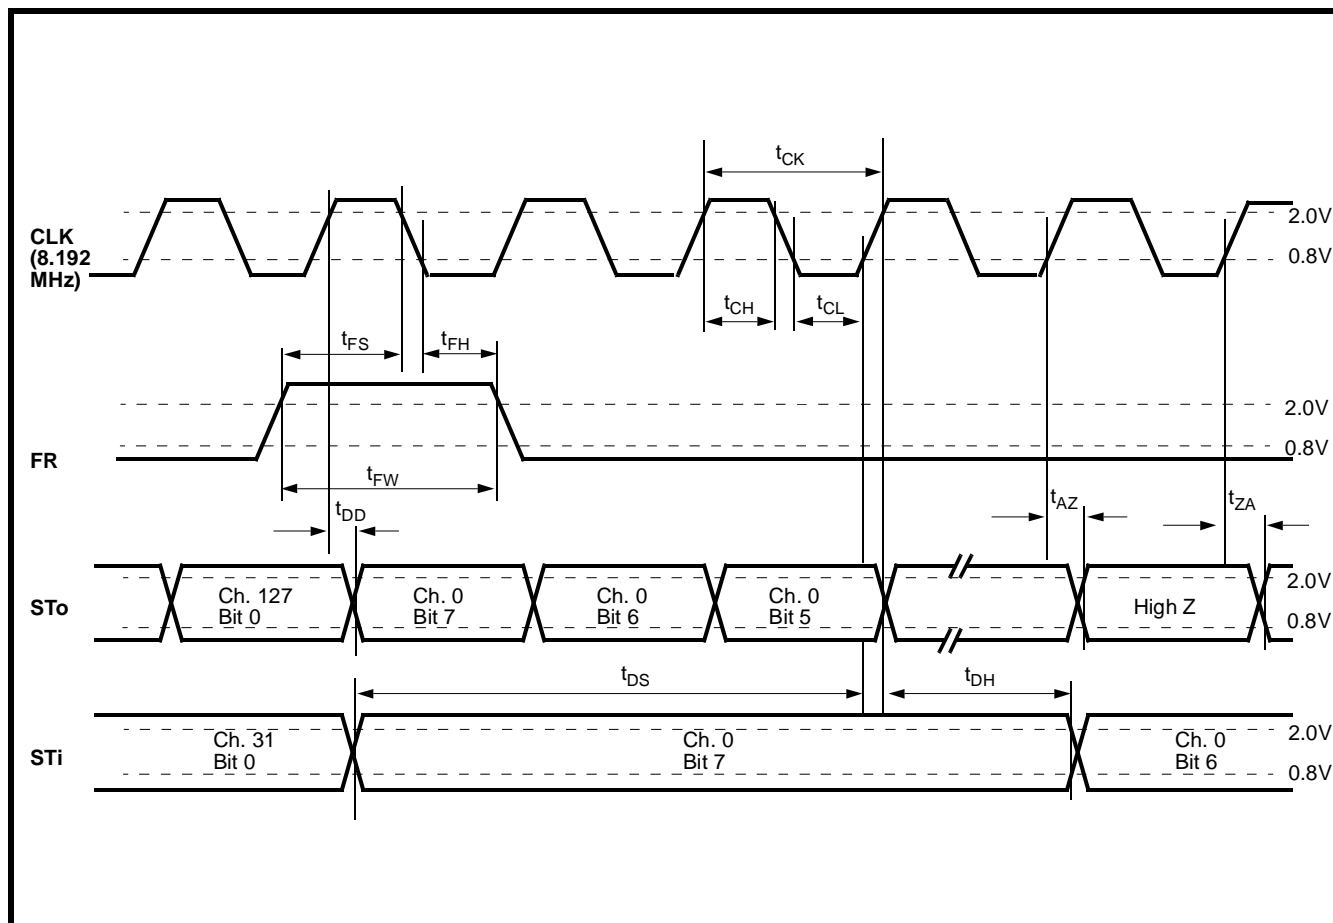 tCK
CLK
(8.192
MHz)
2.0V
0.8V
tCH
tCL
tFS
tFH
2.0V
0.8V
FR
tFW
tDD
tAZ
tZA
STo
Ch. 127
Bit 0
Ch. 0
Bit 7
Ch. 0
Bit 6
Ch. 0
Bit 5
High Z
2.0V
0.8V
tDS
tDH
STi
Ch. 31
Bit 0
Ch. 0
Bit 7
Ch. 0
Bit 6
2.0V
0.8V